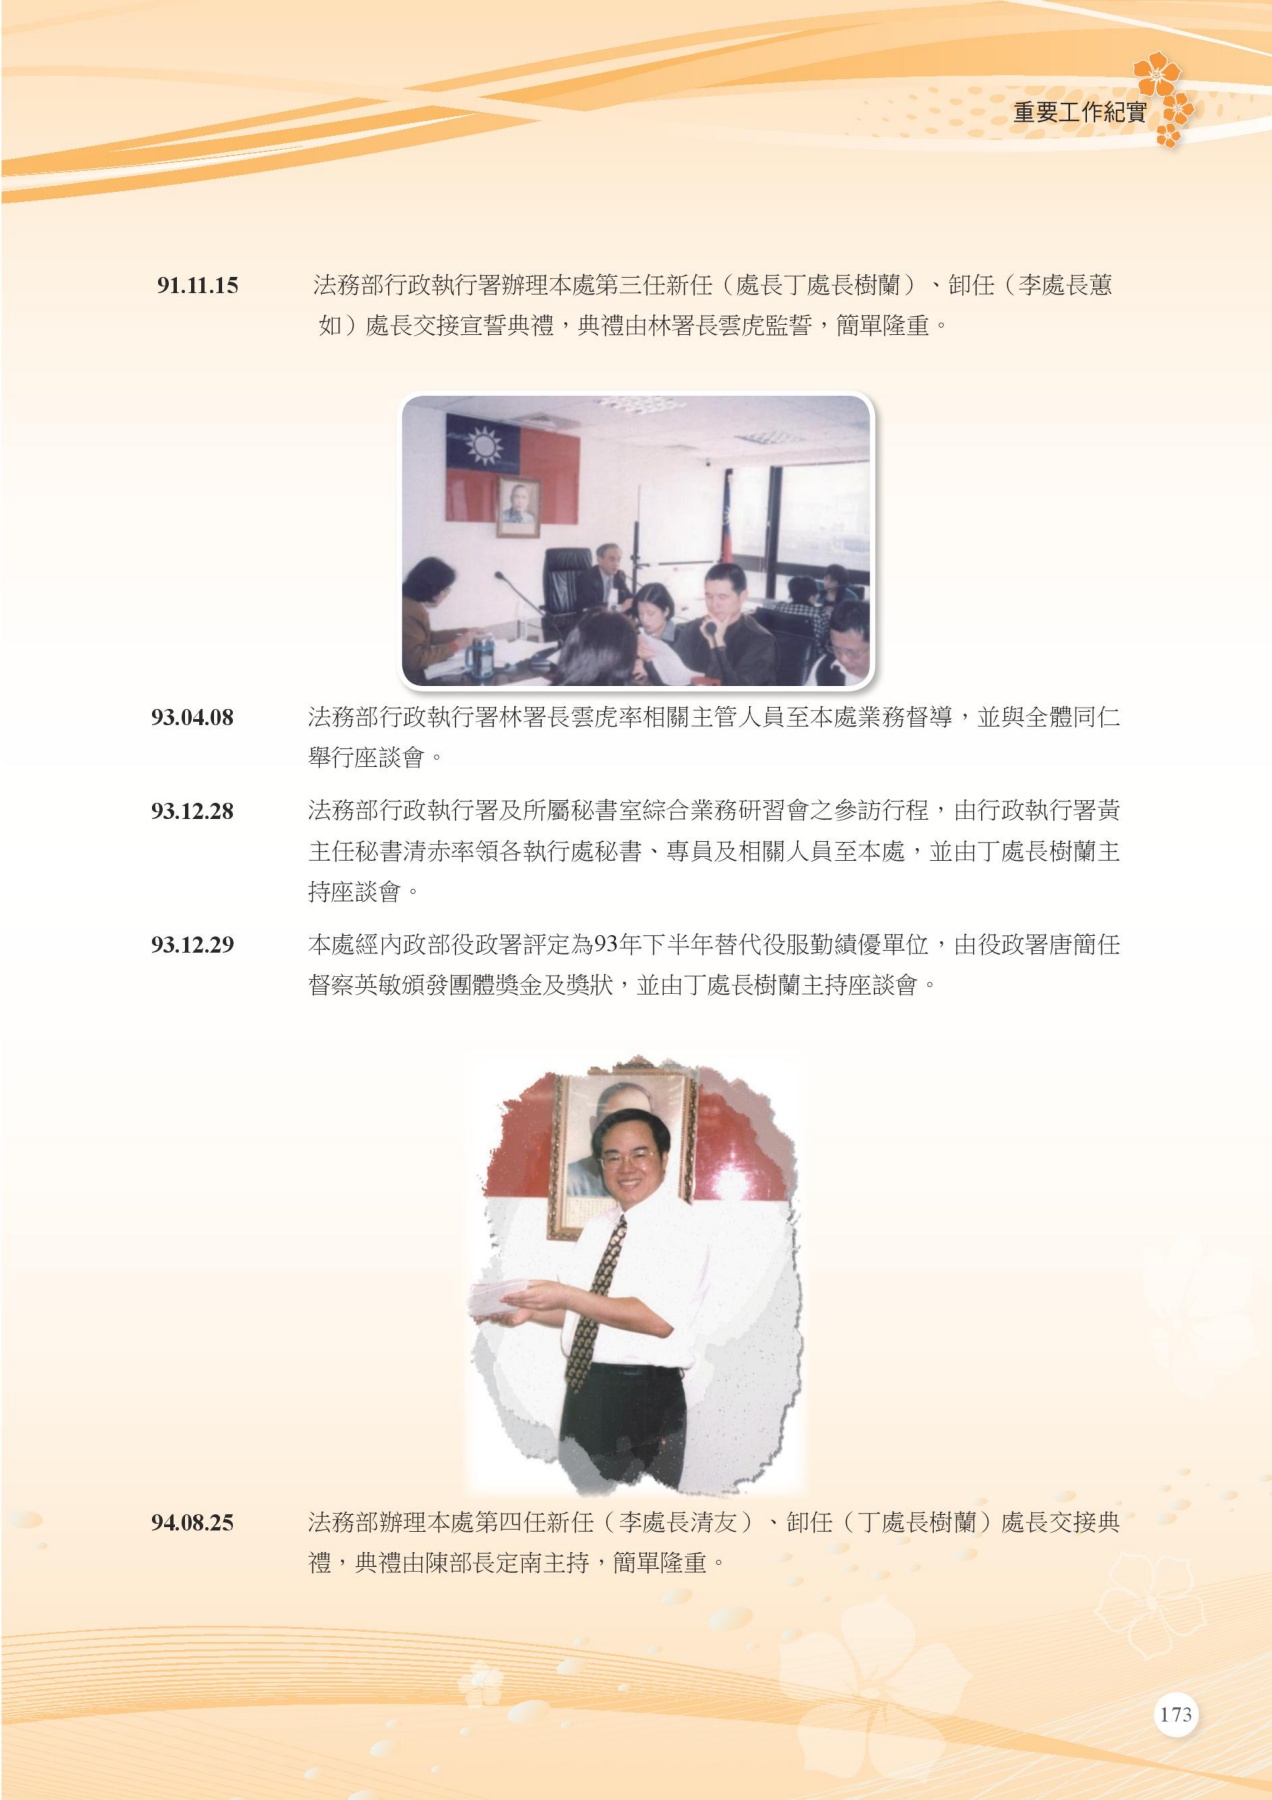 重要工作紀實
91.11.15 法務部行政執行署辦理本處第三任新任（處長丁處長樹蘭）、卸任（李處長蕙
如）處長交接宣誓典禮，典禮由林署長雲虎監誓，簡單隆重。
93.04.08 法務部行政執行署林署長雲虎率相關主管人員至本處業務督導，並與全體同仁
舉行座談會。
93.12.28 法務部行政執行署及所屬秘書室綜合業務研習會之參訪行程，由行政執行署黃
主任秘書清赤率領各執行處秘書、專員及相關人員至本處，並由丁處長樹蘭主
持座談會。
93.12.29 本處經內政部役政署評定為93年下半年替代役服勤績優單位，由役政署唐簡任
督察英敏頒發團體獎金及獎狀，並由丁處長樹蘭主持座談會。
94.08.25 法務部辦理本處第四任新任（李處長清友）、卸任（丁處長樹蘭）處長交接典
禮，典禮由陳部長定南主持，簡單隆重。
173